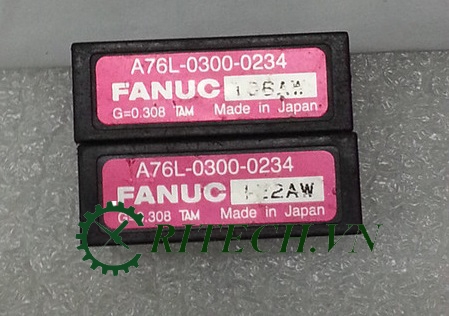 A76L-0300-0234
FANUC
G=0.308 TAM Made in Japan
A76L-0300-0234
FANUC
G=0.308 TAM Made in Japan
RITECH.VN